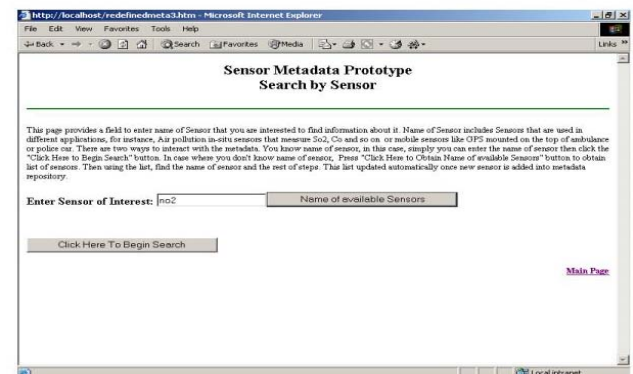 http://localhost/redefinedmeta3.htm - Microsoft Internet Explorer
File Edit View Favorites Tools Help
Back Search Favorites Media Links »
Sensor Metadata Prototype
Search by Sensor
This page provides a field to enter name of Sensor that you are interested to find information about it. Name of Sensor includes Sensors that are used in
different applications, for instance, Air pollution in-situ sensors that measure So2, Co and so on or mobile sensors like GPS mounted on the top of ambulance
or police car. There are two ways to interact with the metadata. You know name of sensor, in this case, simply you can enter the name of sensor then click the
"Click Here to Begin Search" button. In case where you don't know name of sensor, Press "Click Here to Obtain Name of available Sensors" button to obtain
list of sensors. Then using the list, find the name of sensor and the rest of steps. This list updated automatically once new sensor is added into metadata
repository.
Enter Sensor of Interest: no2 Name of available Sensors
Click Here To Begin Search
Main Page
Local intranet